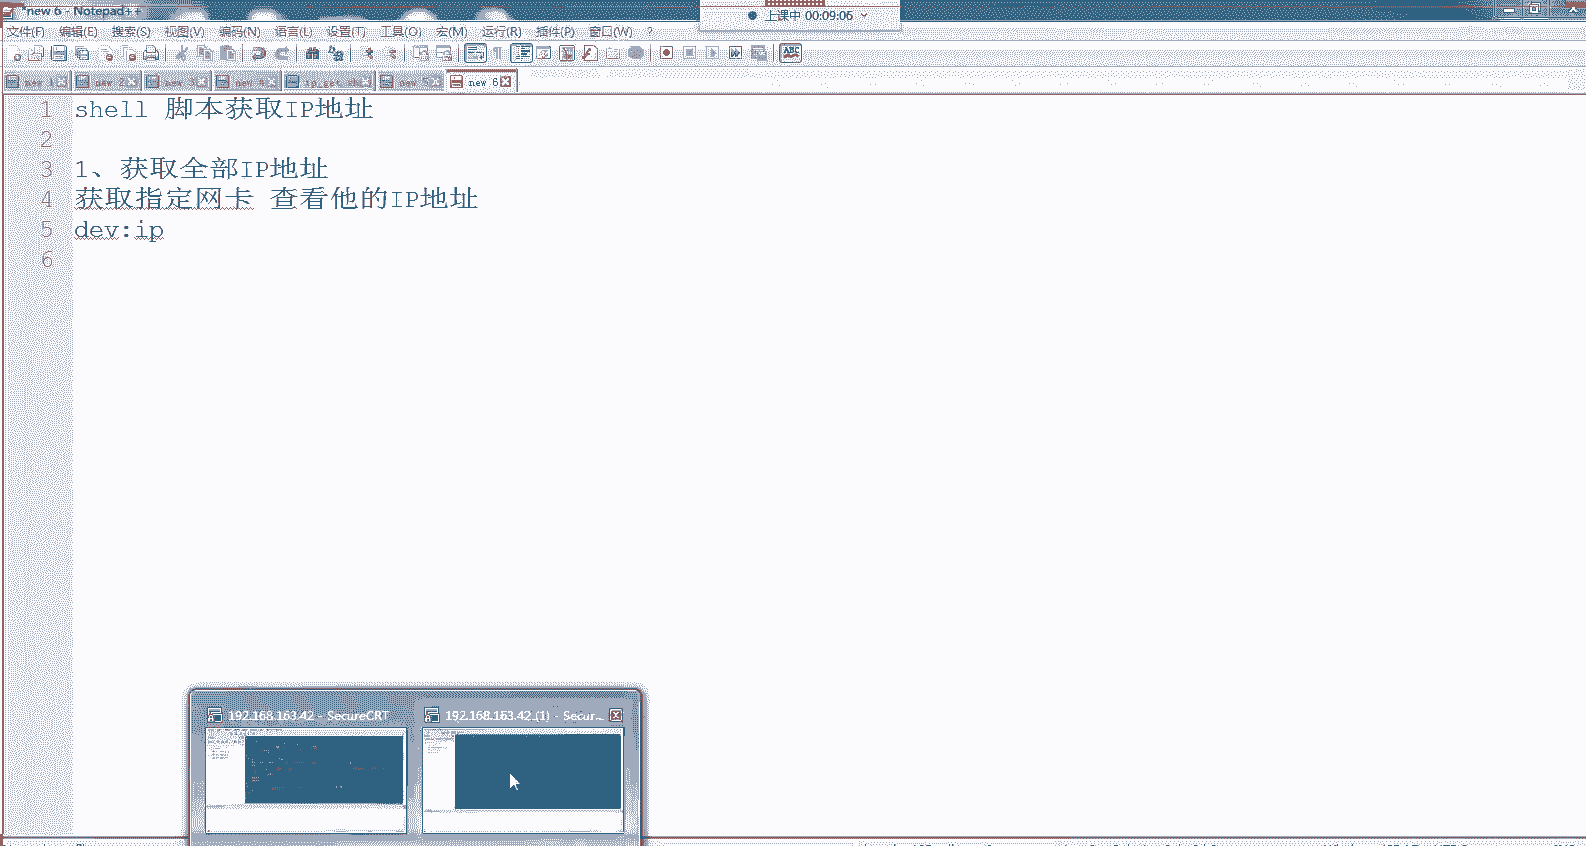 *new 6 - Notepad++
上课中 00:09:06
文件(F) 编辑(E) 搜索(S) 视图(V) 编码(N) 语言(L) 设置(T) 工具(O) 宏(M) 运行(R) 插件(P) 窗口(W) ?
ABC
new 1 new 2 new 3 new 4 new 5 new 6
1 shell 脚本获取IP地址
2
3 1、获取全部IP地址
4 获取指定网卡 查看他的IP地址
5 dev:ip
6
192.168.163.42 - SecureCRT
192.168.163.42 (1) - Secur...